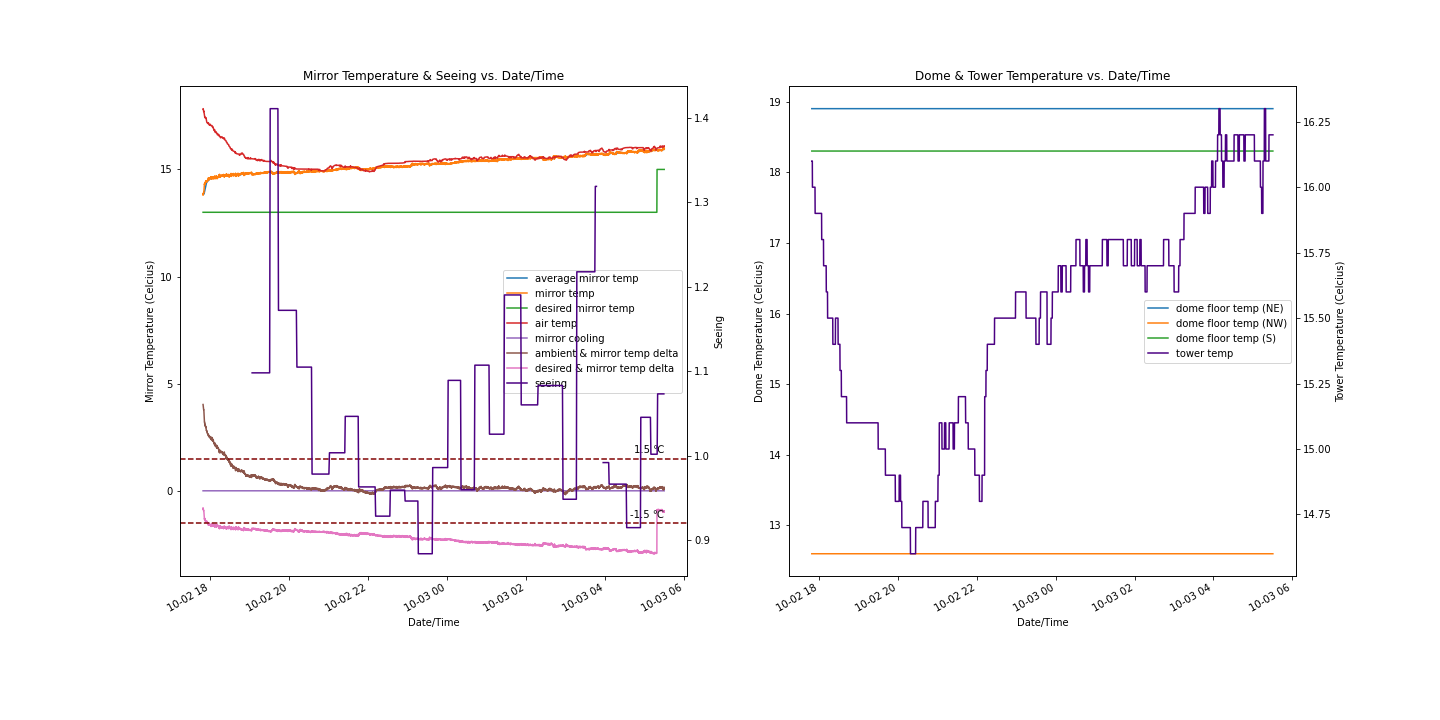 Mirror Temperature & Seeing vs. Date/Time
Mirror Temperature (Celcius)
15
10
5
0
1.4
1.3
1.2
1.1
1.0
0.9
Seeing
average mirror temp
mirror temp
desired mirror temp
air temp
mirror cooling
ambient & mirror temp delta
desired & mirror temp delta
seeing
1.5 °C
-1.5 °C
10-02 18
10-02 20
10-02 22
10-03 00
10-03 02
10-03 04
10-03 06
Date/Time
Dome & Tower Temperature vs. Date/Time
Dome Temperature (Celcius)
19
18
17
16
15
14
13
16.25
16.00
15.75
15.50
15.25
15.00
14.75
Tower Temperature (Celcius)
dome floor temp (NE)
dome floor temp (NW)
dome floor temp (S)
tower temp
10-02 18
10-02 20
10-02 22
10-03 00
10-03 02
10-03 04
10-03 06
Date/Time